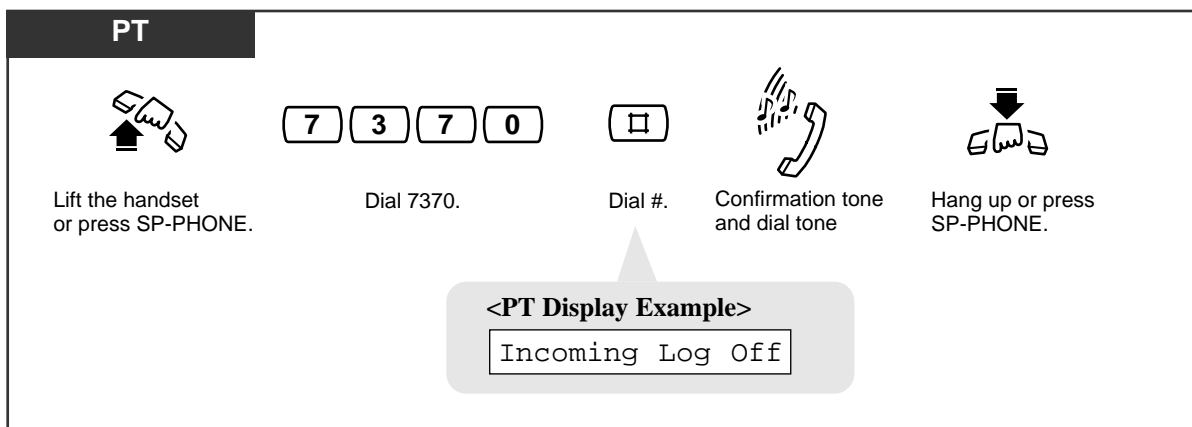 PT
7 3 7 0 #
Lift the handset
or press SP-PHONE.
Dial 7370.
Dial #.
Confirmation tone
and dial tone
Hang up or press
SP-PHONE.
<PT Display Example>
Incoming Log Off